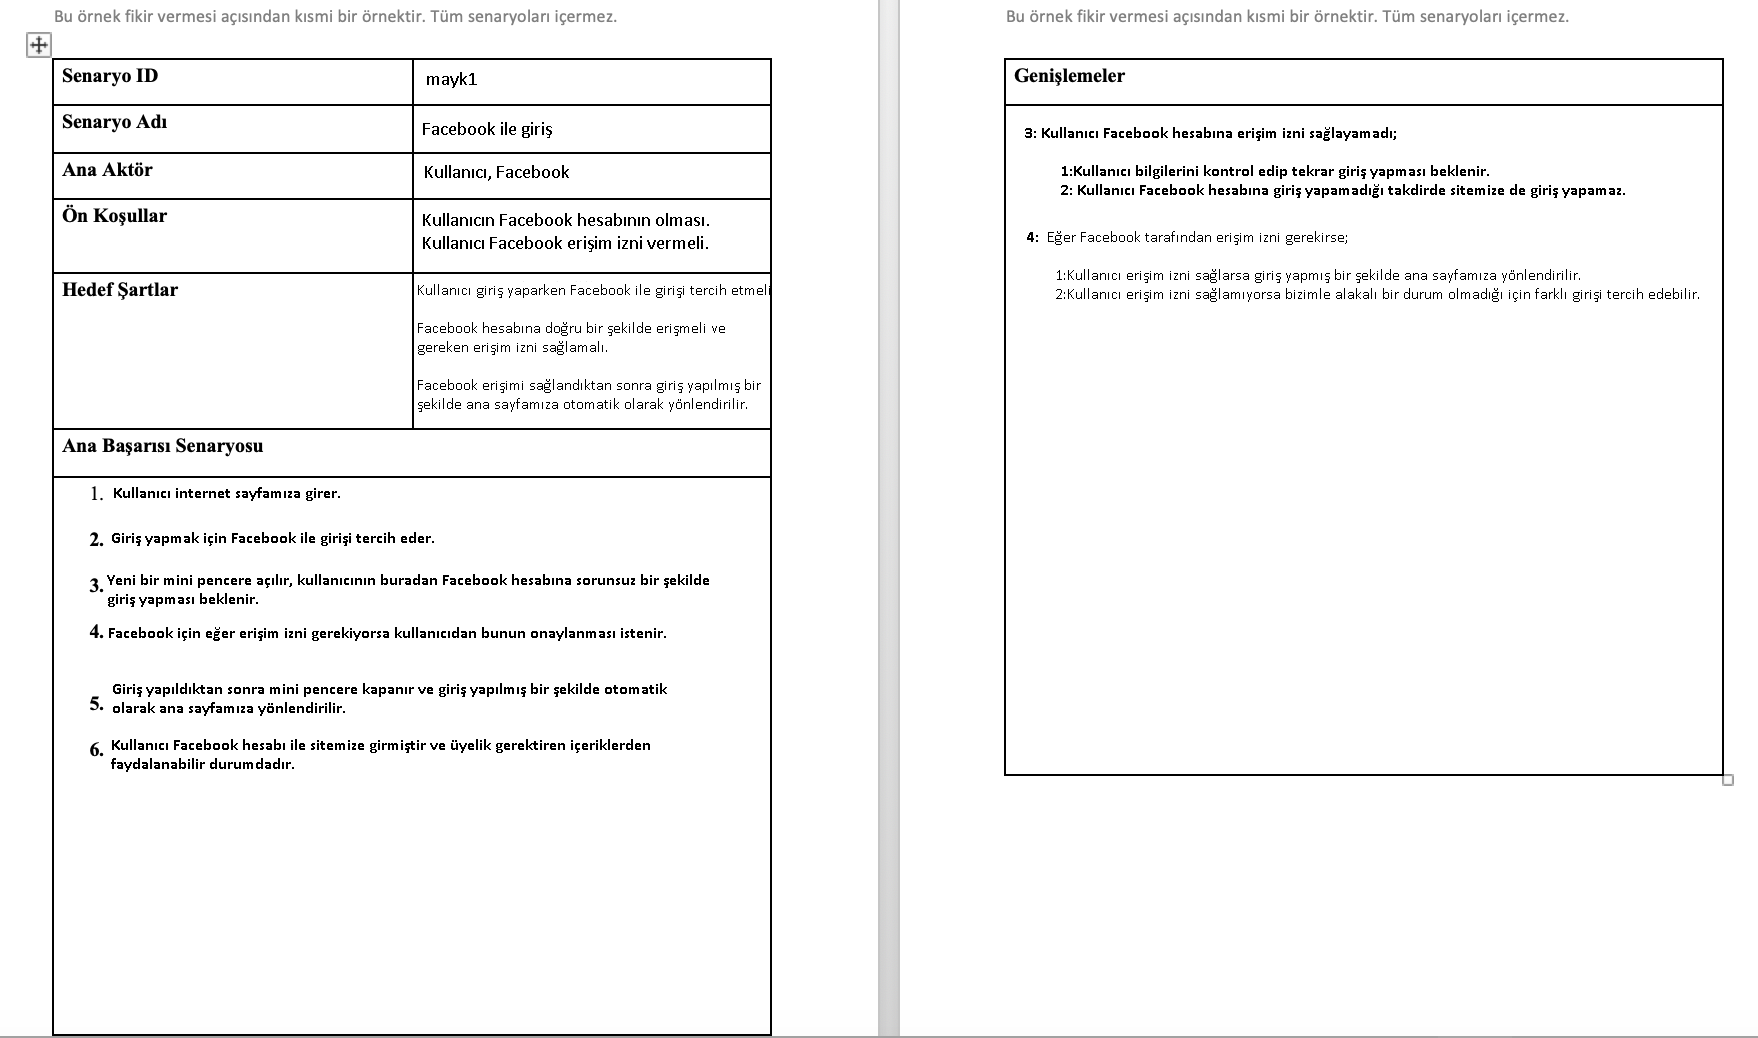 Bu örnek fikir vermesi açısından kısmi bir örnektir. Tüm senaryoları içermez.
Senaryo ID
mayk1
Senaryo Adı
Facebook ile giriş
Ana Aktör
Kullanıcı, Facebook
Ön Koşullar
Kullanıcın Facebook hesabının olması.
Kullanıcı Facebook erişim izni vermeli.
Hedef Şartlar
Kullanıcı giriş yaparken Facebook ile girişi tercih etmeli
Facebook hesabına doğru bir şekilde erişmeli ve
gereken erişim izni sağlamalı.
Facebook erişimi sağlandıktan sonra giriş yapılmış bir
şekilde ana sayfamıza otomatik olarak yönlendirilir.
Ana Başarısı Senaryosu
1. Kullanıcı internet sayfamıza girer.
2. Giriş yapmak için Facebook ile girişi tercih eder.
3. Yeni bir mini pencere açılır, kullanıcının buradan Facebook hesabına sorunsuz bir şekilde
giriş yapması beklenir.
4. Facebook için eğer erişim izni gerekiyorsa kullanıcıdan bunun onaylanması istenir.
5. Giriş yapıldıktan sonra mini pencere kapanır ve giriş yapılmış bir şekilde otomatik
olarak ana sayfamıza yönlendirilir.
6. Kullanıcı Facebook hesabı ile sitemize girmiştir ve üyelik gerektiren içeriklerden
faydalanabilir durumdadır.
Bu örnek fikir vermesi açısından kısmi bir örnektir. Tüm senaryoları içermez.
Genişlemeler
3: Kullanıcı Facebook hesabına erişim izni sağlayamadı;
1:Kullanıcı bilgilerini kontrol edip tekrar giriş yapması beklenir.
2: Kullanıcı Facebook hesabına giriş yapamadığı takdirde sitemize de giriş yapamaz.
4: Eğer Facebook tarafından erişim izni gerekirse;
1:Kullanıcı erişim izni sağlarsa giriş yapmış bir şekilde ana sayfamıza yönlendirilir.
2:Kullanıcı erişim izni sağlamıyorsa bizimle alakalı bir durum olmadığı için farklı girişi tercih edebilir.